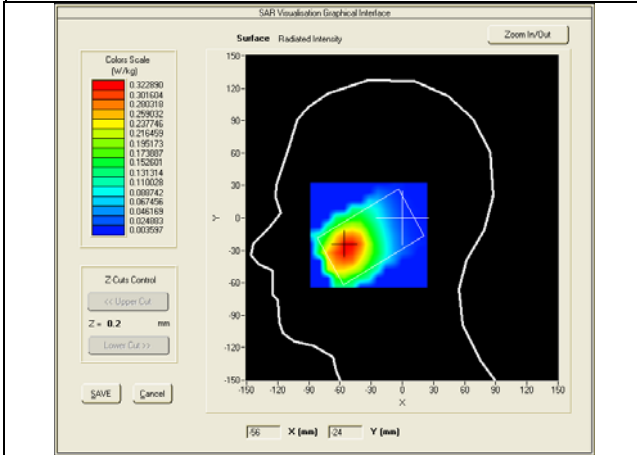 SAR Visualisation Graphical Interface
Surface Radiated Intensity
Zoom In/Out
Colors Scale
(W/kg)
0.322890
0.301604
0.280318
0.259032
0.237746
0.216459
0.195173
0.173887
0.152601
0.131314
0.110028
0.088742
0.067456
0.046169
0.024883
0.003597
Z-Cuts Control
<< Upper Cut
Z = 0.2 mm
Lower Cut >>
SAVE Cancel
150-
120-
90-
60-
30-
0-
-30-
-60-
-90-
-120-
-150-
Y
-150 -120 -90 -60 -30 0 30 60 90 120 150
X
-56 X (mm) -24 Y (mm)